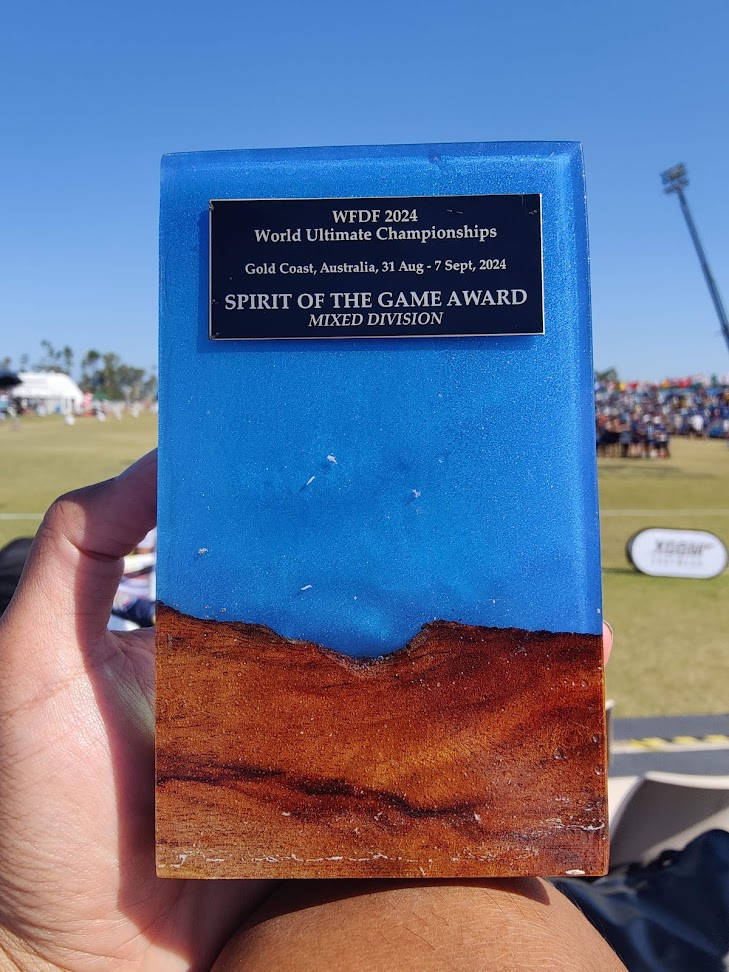 WFDF 2024
World Ultimate Championships
Gold Coast, Australia, 31 Aug - 7 Sept, 2024
SPIRIT OF THE GAME AWARD
MIXED DIVISION